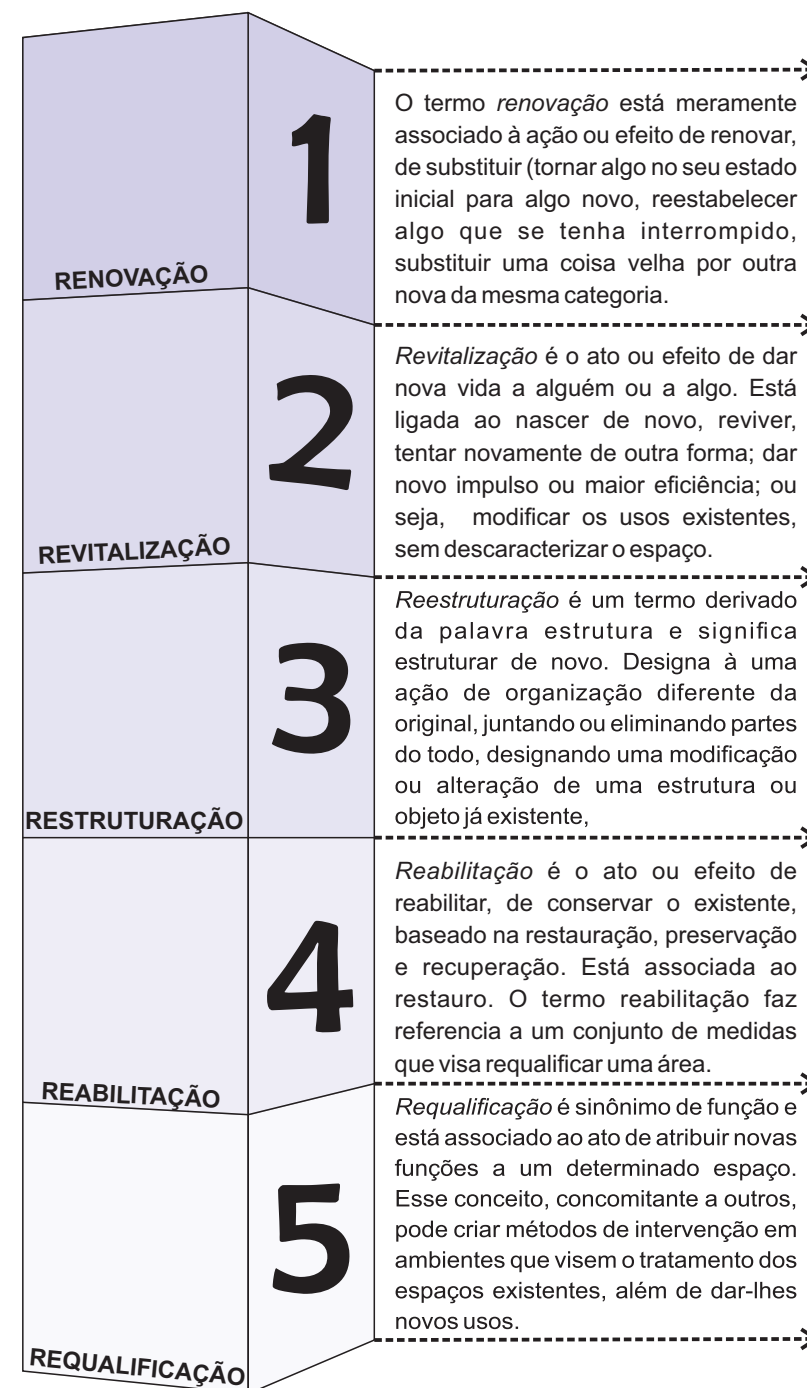 1
O termo renovação está meramente
associado à ação ou efeito de renovar,
de substituir (tornar algo no seu estado
inicial para algo novo, reestabelecer
algo que se tenha interrompido,
substituir uma coisa velha por outra
nova da mesma categoria.
RENOVAÇÃO
2
Revitalização é o ato ou efeito de dar
nova vida a alguém ou a algo. Está
ligada ao nascer de novo, reviver,
tentar novamente de outra forma; dar
novo impulso ou maior eficiência; ou
seja, modificar os usos existentes,
sem descaracterizar o espaço.
REVITALIZAÇÃO
3
Reestruturação é um termo derivado
da palavra estrutura e significa
estruturar de novo. Designa à uma
ação de organização diferente da
original, juntando ou eliminando partes
do todo, designando uma modificação
ou alteração de uma estrutura ou
objeto já existente,
RESTRUTURAÇÃO
4
Reabilitação é o ato ou efeito de
reabilitar, de conservar o existente,
baseado na restauração, preservação
e recuperação. Está associada ao
restauro. O termo reabilitação faz
referencia a um conjunto de medidas
que visa requalificar uma área.
REABILITAÇÃO
5
Requalificação é sinônimo de função e
está associado ao ato de atribuir novas
funções a um determinado espaço.
Esse conceito, concomitante a outros,
pode criar métodos de intervenção em
ambientes que visem o tratamento dos
espaços existentes, além de dar-lhes
novos usos.
REQUALIFICAÇÃO